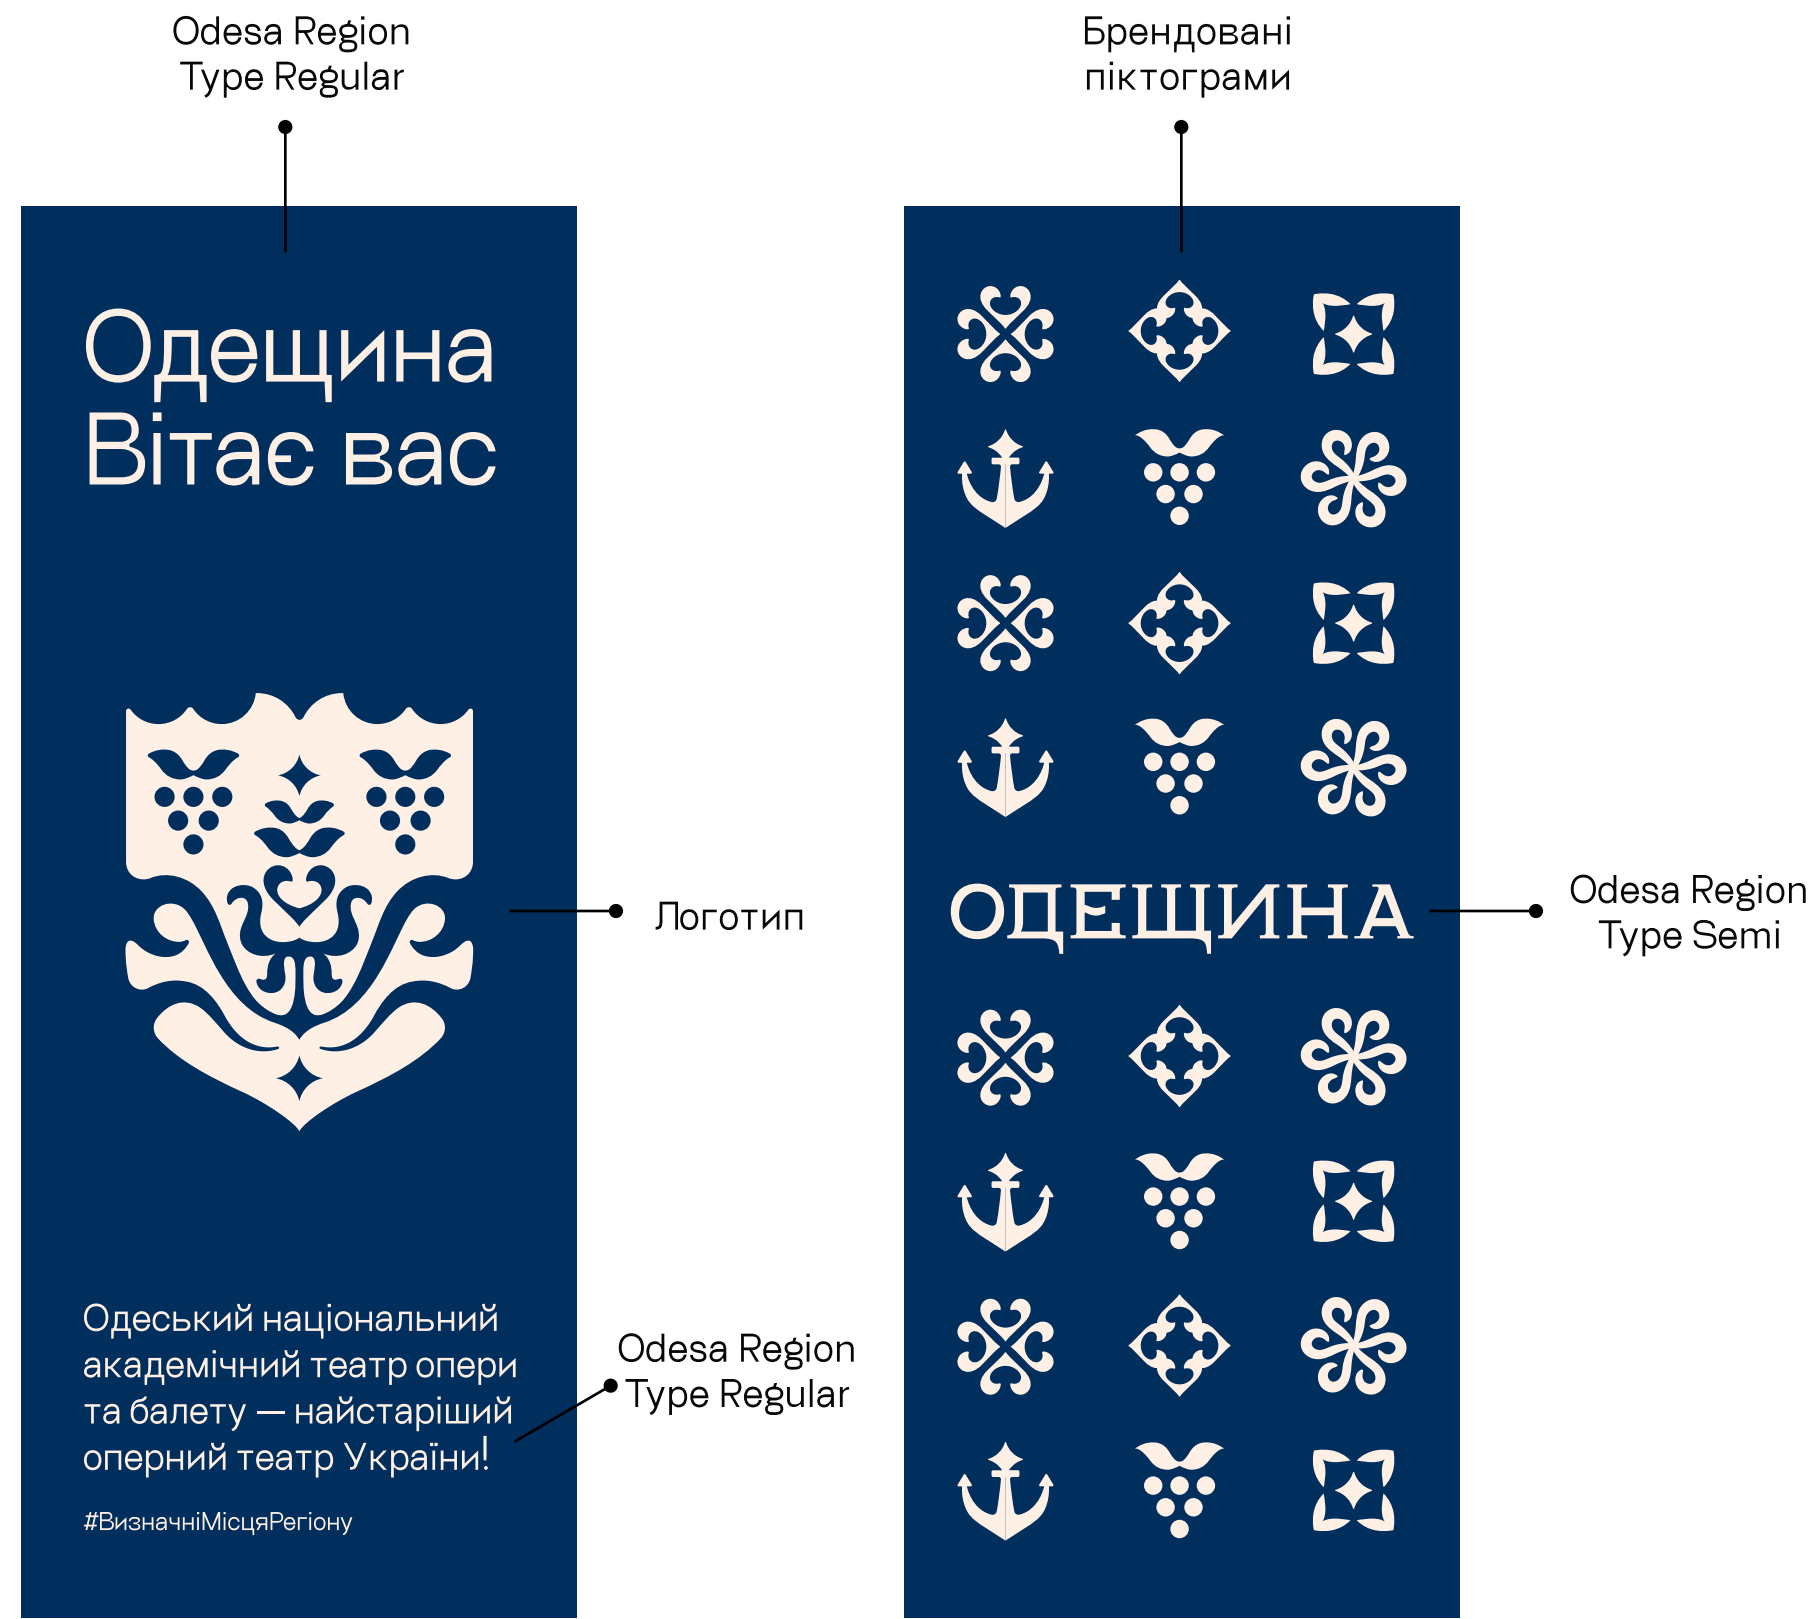 Odesa Region
Type Regular
Брендовані
піктограми
Одещина
Вітає вас
Логотип
ОДЕЩИНА
Odesa Region
Type Semi
Одеський національний
академічний театр опери
та балету — найстаріший
оперний театр України!
#ВизначніМісцяРегіону
Odesa Region
Type Regular